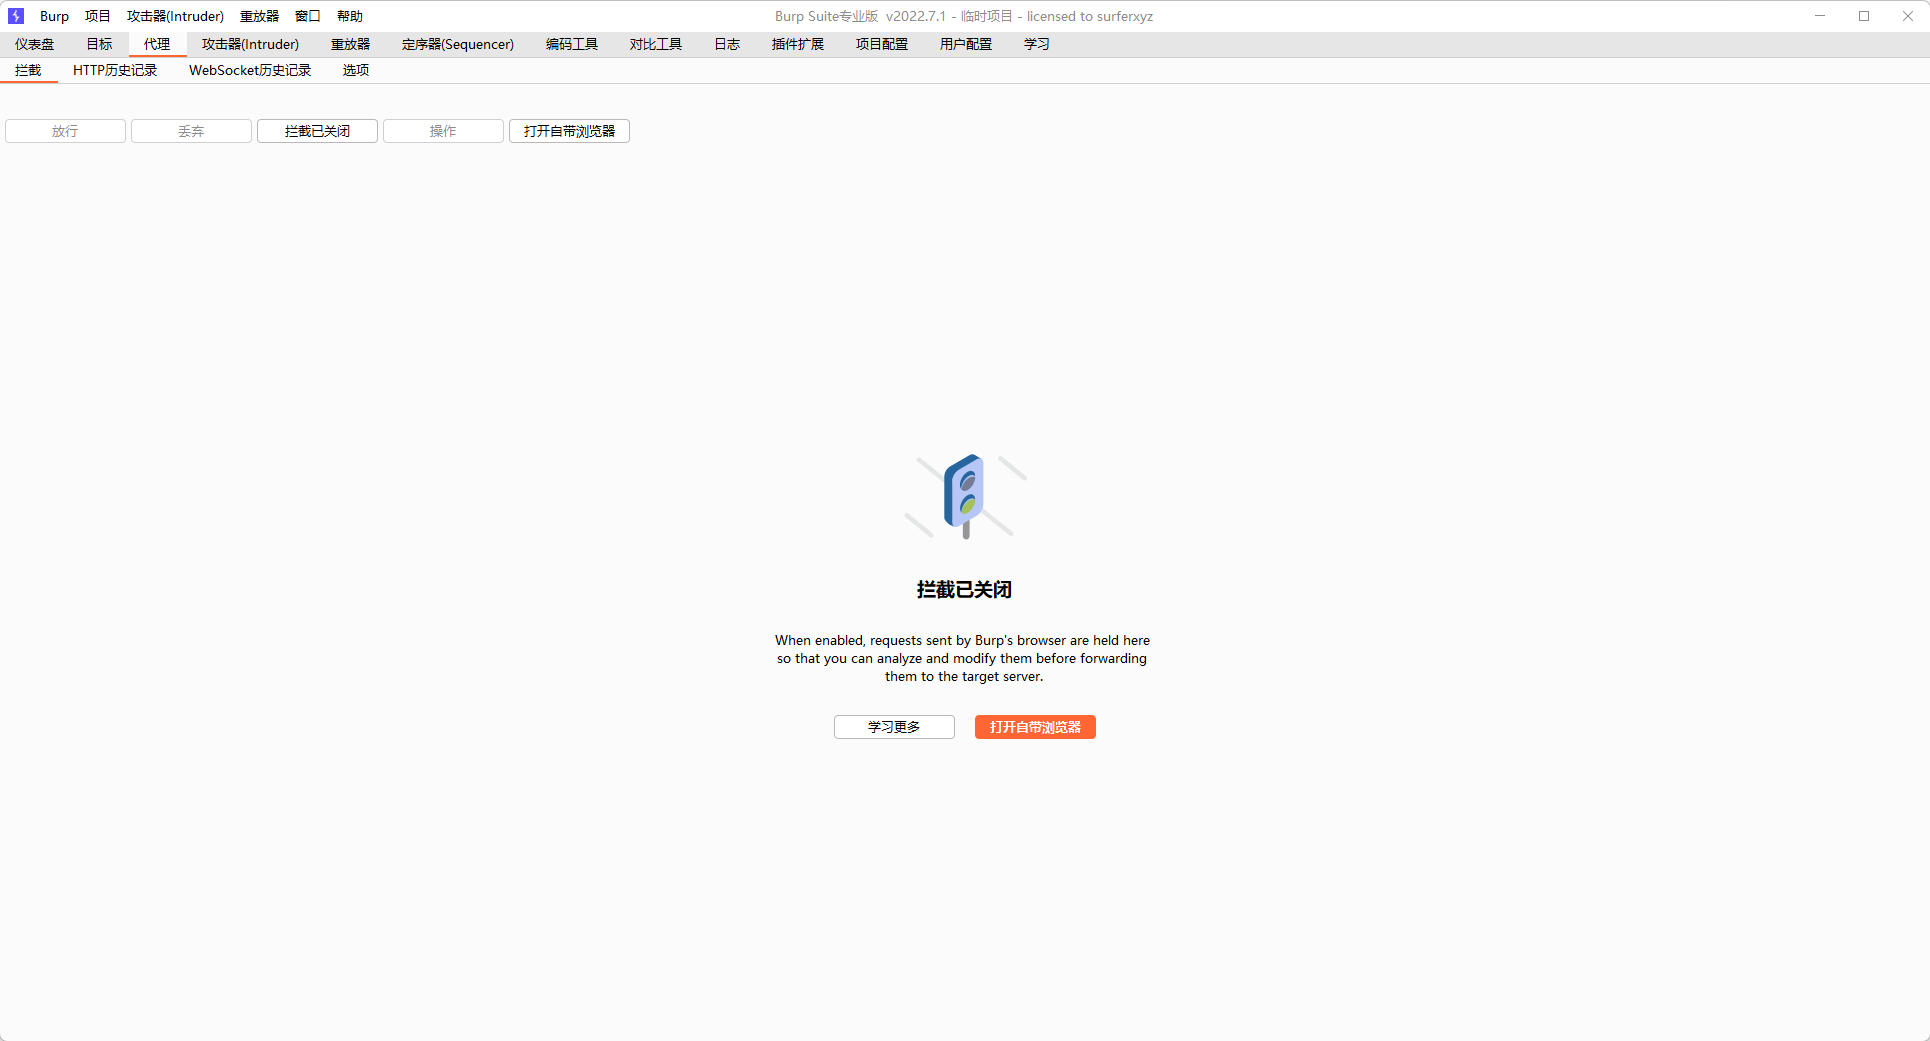 Burp 项目 攻击器(Intruder) 重放器 窗口 帮助 Burp Suite专业版 v2022.7.1 - 临时项目 - licensed to surferxyz
仪表盘 目标 代理 攻击器(Intruder) 重放器 定序器(Sequencer) 编码工具 对比工具 日志 插件扩展 项目配置 用户配置 学习
拦截 HTTP历史记录 WebSocket历史记录 选项
放行 丢弃 拦截已关闭 操作 打开自带浏览器
拦截已关闭
When enabled, requests sent by Burp's browser are held here
so that you can analyze and modify them before forwarding
them to the target server.
学习更多 打开自带浏览器